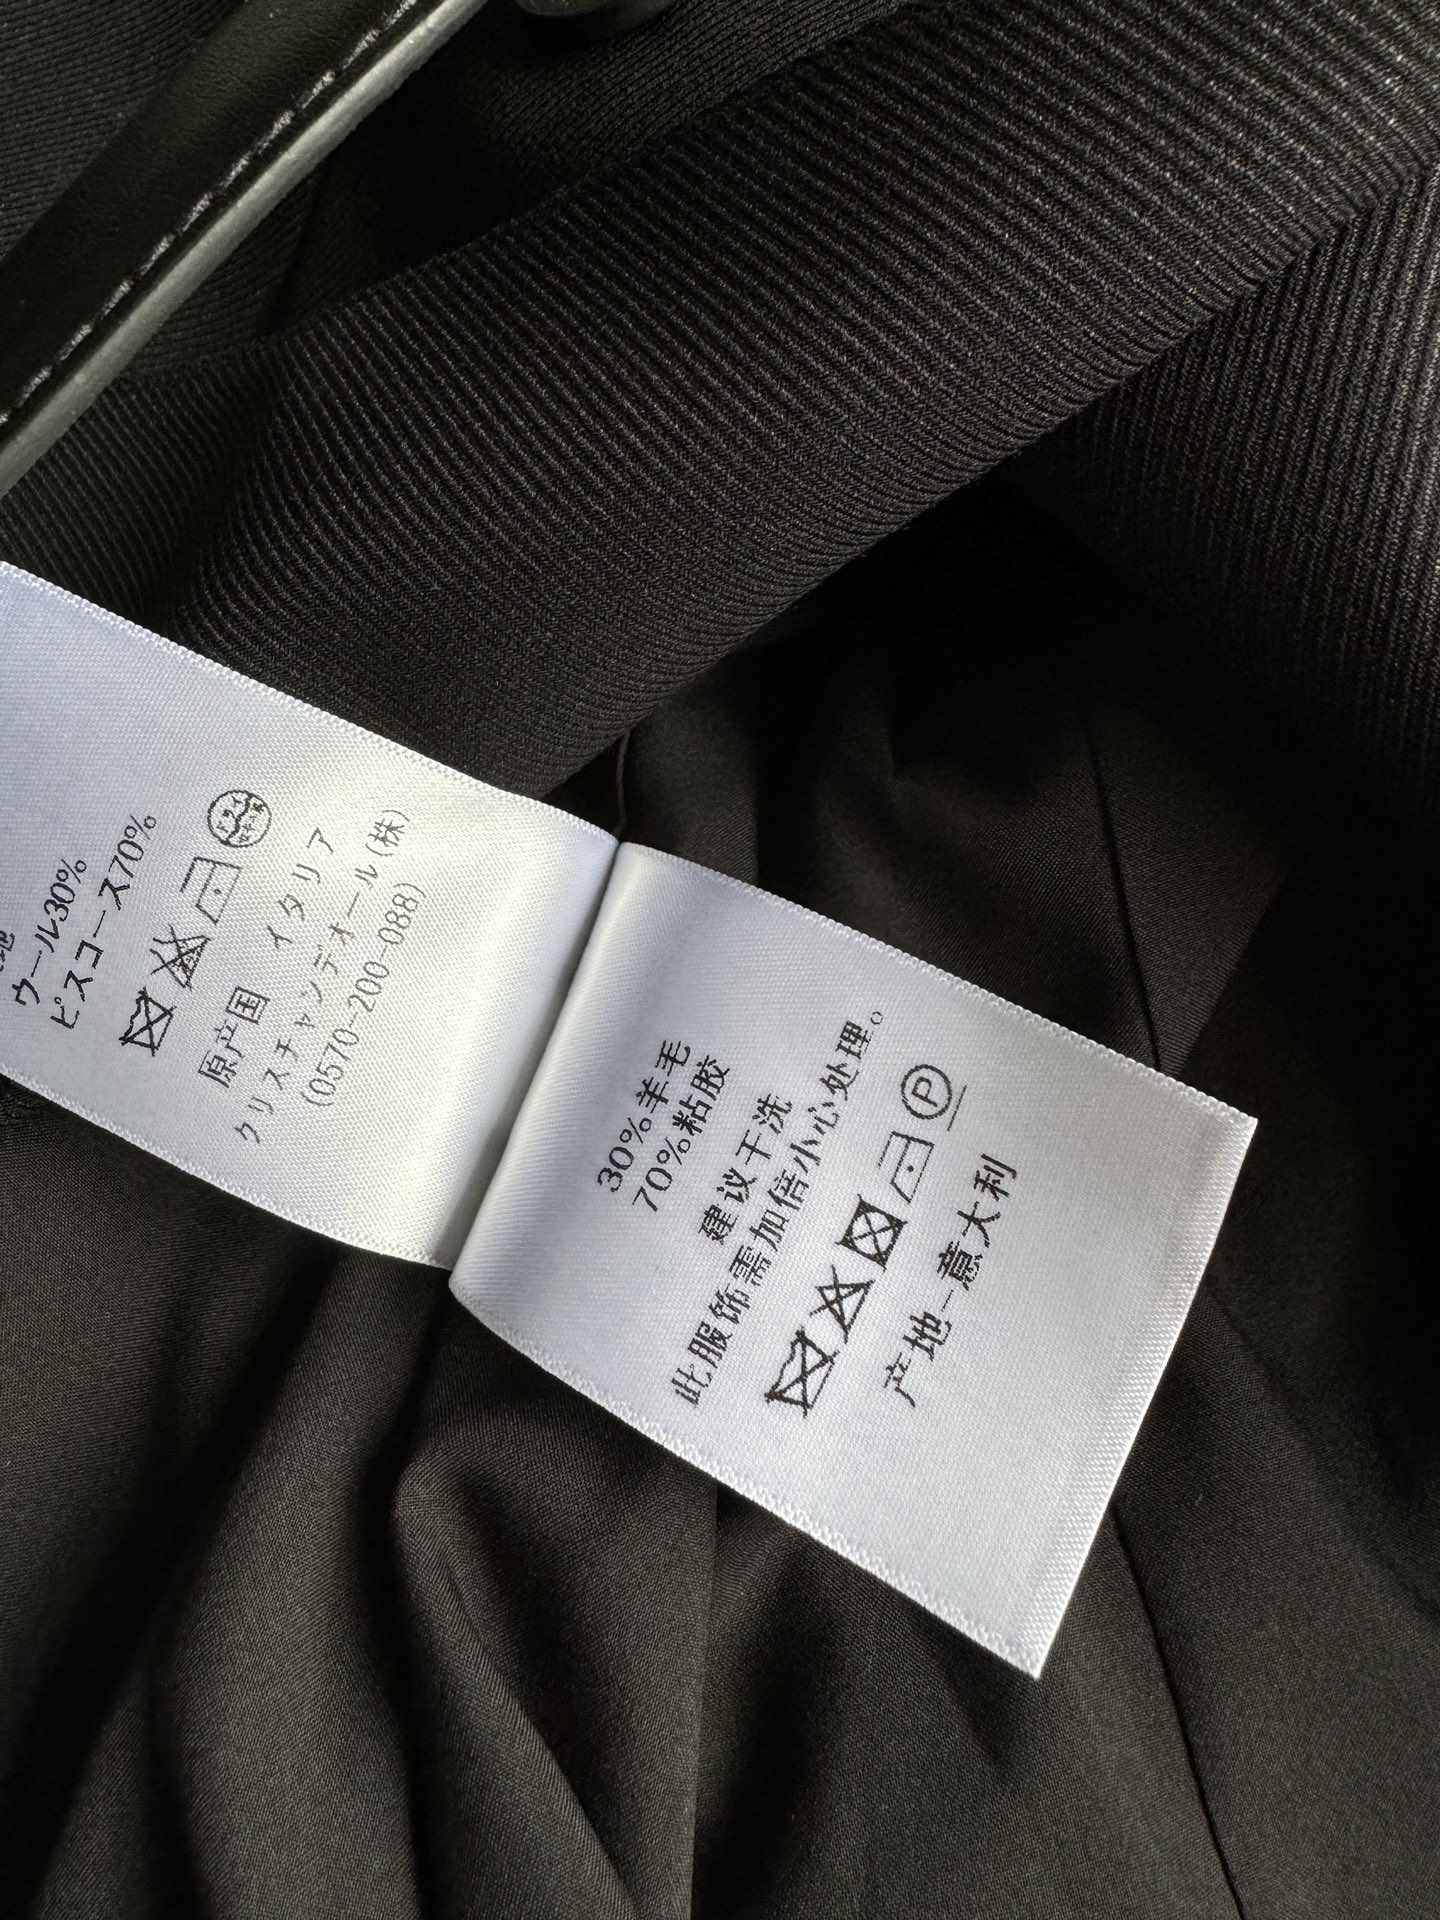 地
ウール30%
ピスコース70%
原产国 イタリア
クリスチャンディオール(株)
(0570-200-088)
30%羊毛
70%粘胶
建议干洗
此服饰需加倍小心处理。
P
产地-意大利